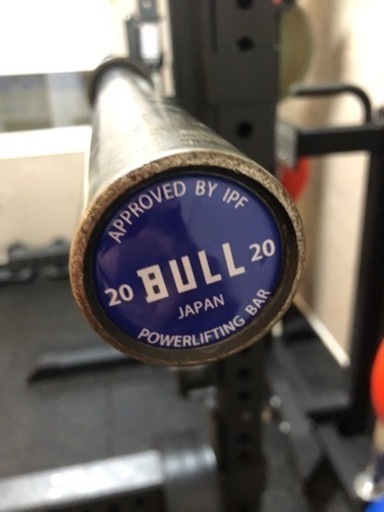 APPROVED BY IPF
20 BULL 20
JAPAN
POWERLIFTING BAR